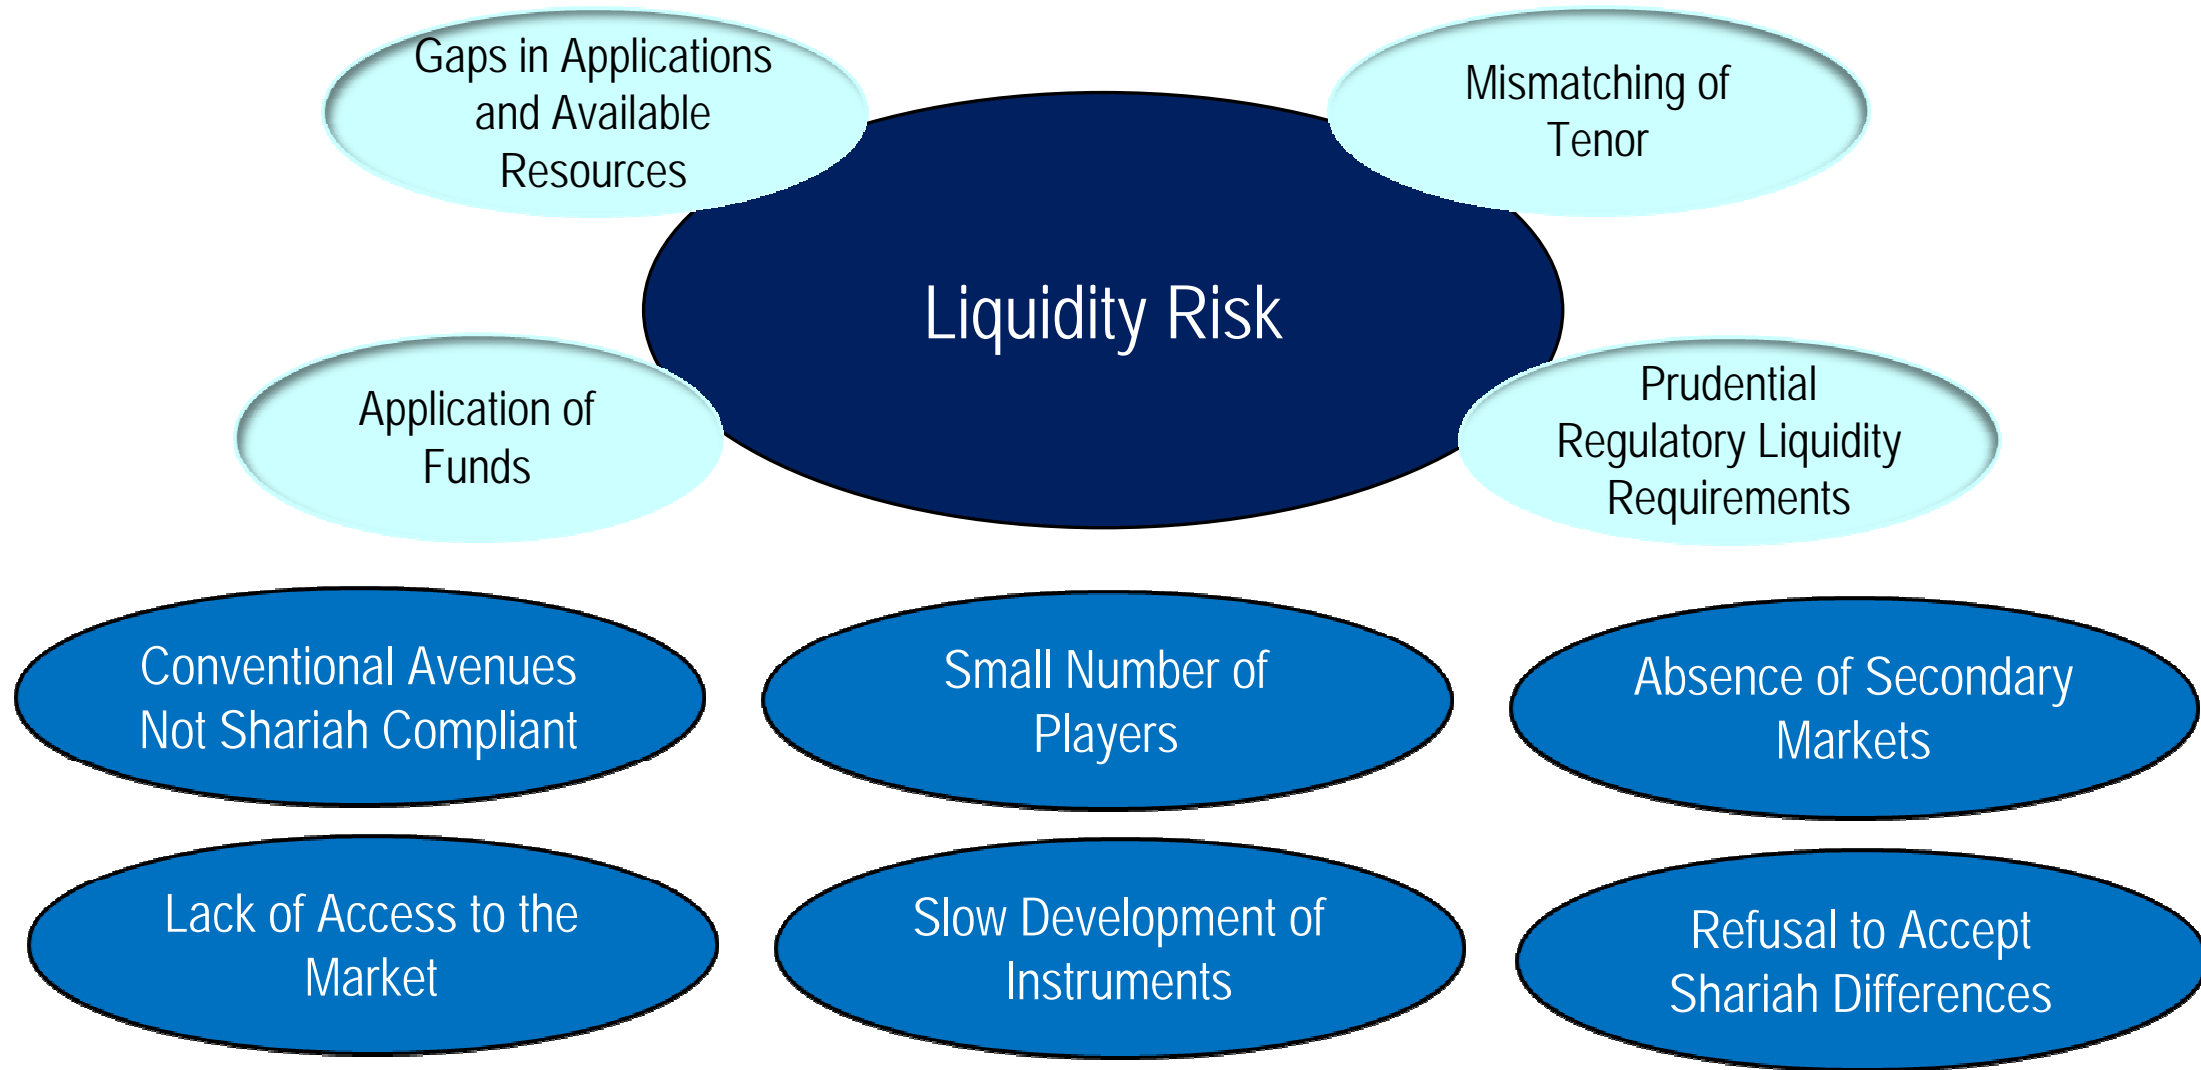 Gaps in Applications
and Available
Resources
Mismatching of
Tenor
Liquidity Risk
Application of
Funds
Prudential
Regulatory Liquidity
Requirements
Conventional Avenues
Not Shariah Compliant
Small Number of
Players
Absence of Secondary
Markets
Lack of Access to the
Market
Slow Development of
Instruments
Refusal to Accept
Shariah Differences